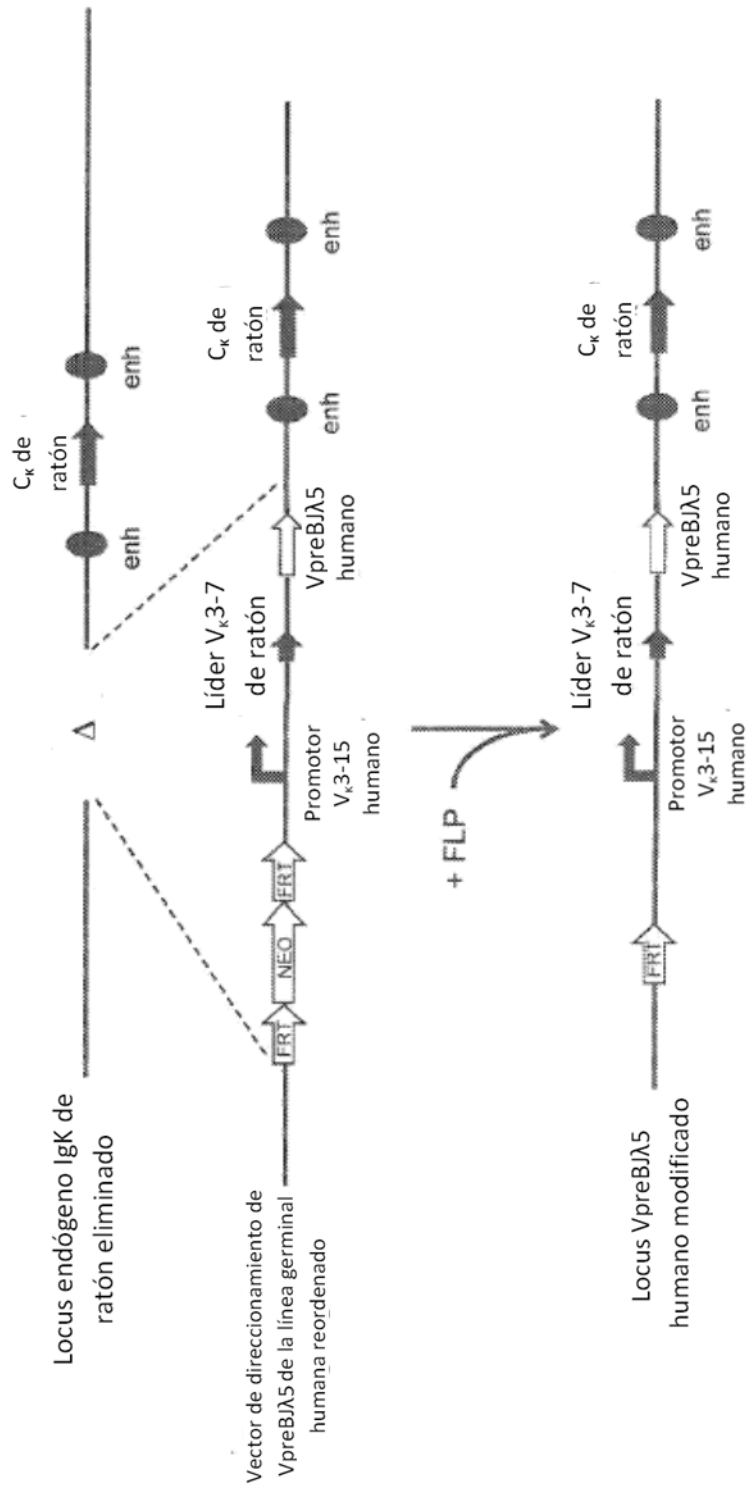 Locus endógeno IgK de
ratón eliminado
Δ
C𝜅 de
ratón
enh
enh
Vector de direccionamiento de
VpreBJλ5 de la línea germinal
humana reordenado
FRT
NEO
FRT
Promotor
Vκ3-15
humano
Líder Vκ3-7
de ratón
VpreBJλ5
humano
enh
Cκ de
ratón
enh
+ FLP
Locus VpreBJλ5
humano modificado
FRT
Promotor
Vκ3-15
humano
Líder Vκ3-7
de ratón
VpreBJλ5
humano
enh
Cκ de
ratón
enh